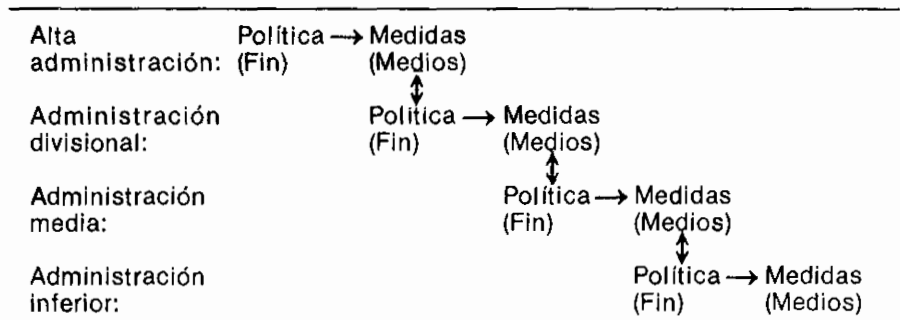 Alta Política → Medidas
administración: (Fin) (Medios)
Administración Política → Medidas
divisional: (Fin) (Medios)
Administración Política → Medidas
media: (Fin) (Medios)
Administración Política → Medidas
inferior: (Fin) (Medios)